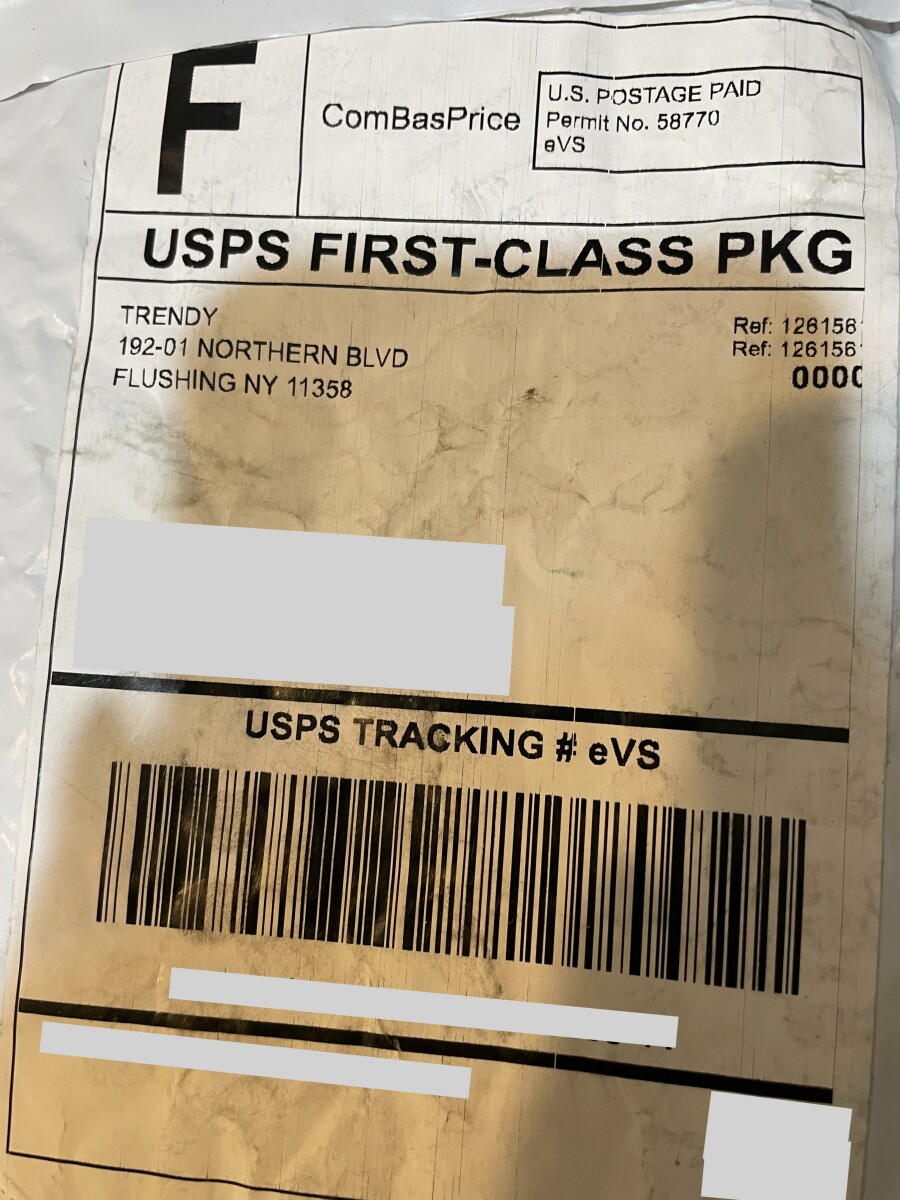 F
ComBasPrice
U.S. POSTAGE PAID
Permit No. 58770
eVS
USPS FIRST-CLASS PKG
TRENDY
192-01 NORTHERN BLVD
FLUSHING NY 11358
Ref: 126156
Ref: 126156
0000
USPS TRACKING # eVS